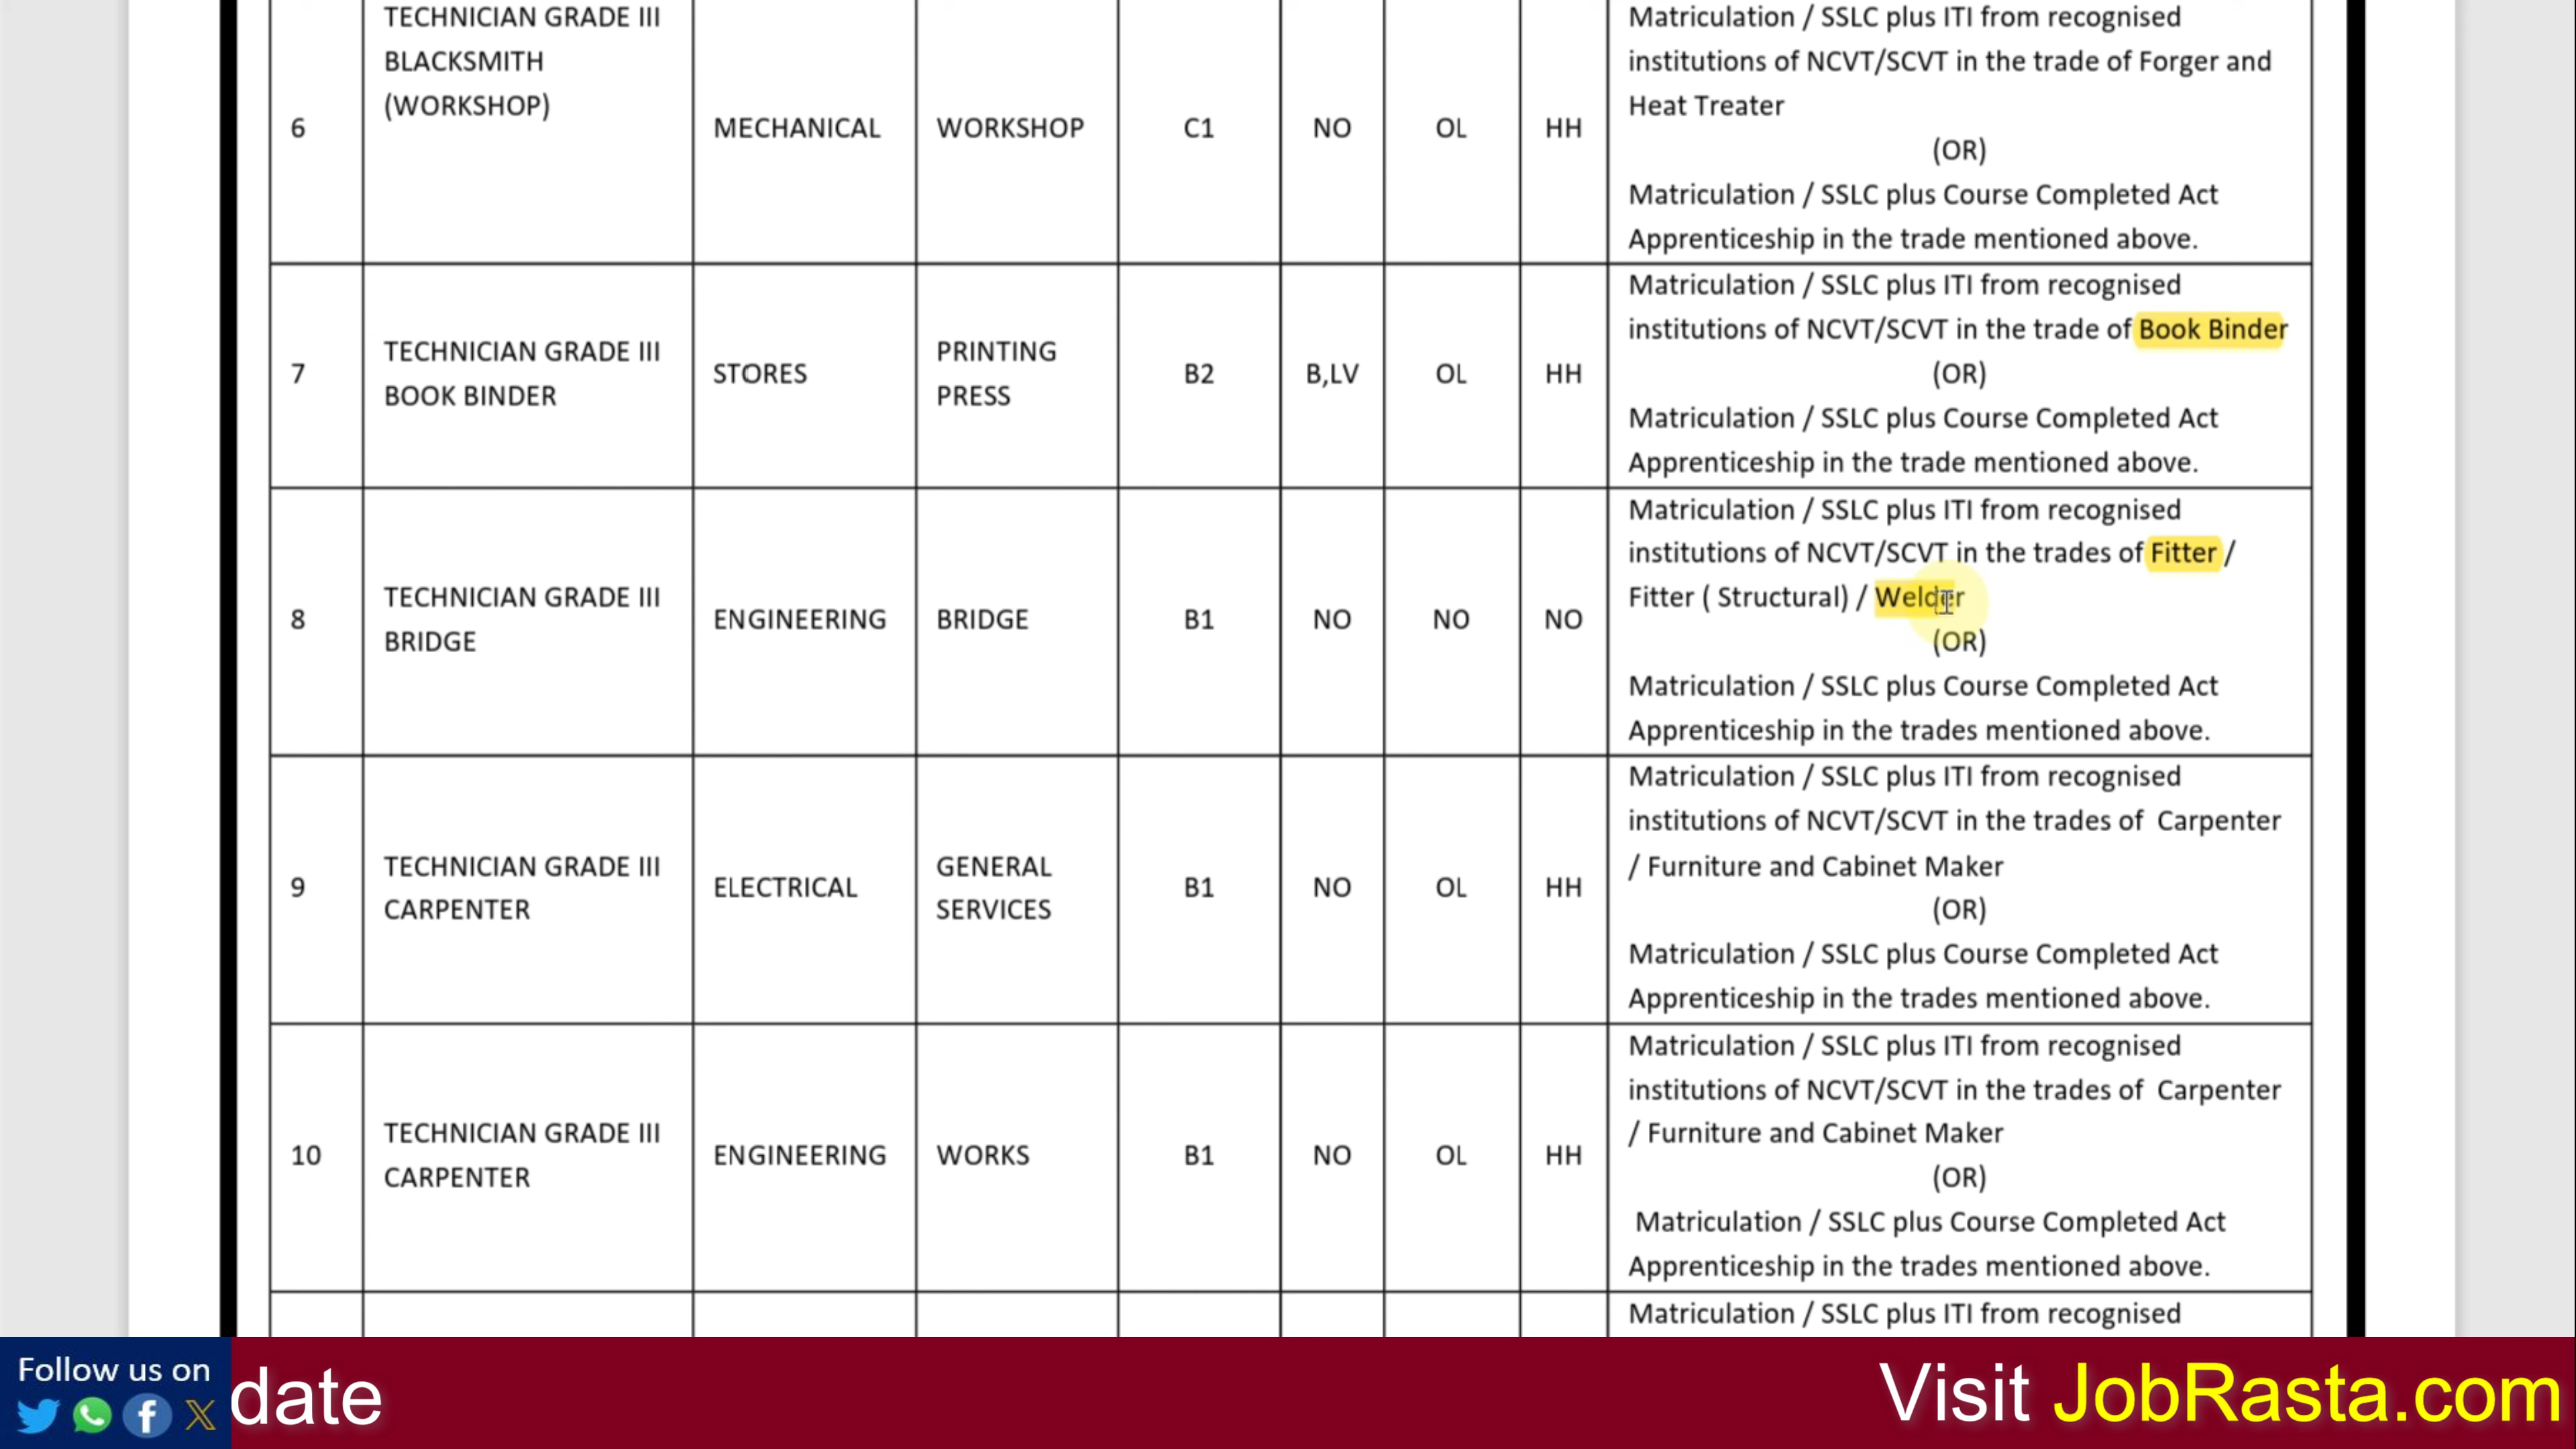 6
TECHNICIAN GRADE III
BLACKSMITH
(WORKSHOP)
MECHANICAL
WORKSHOP
C1
NO
OL
HH
Matriculation / SSLC plus ITI from recognised
institutions of NCVT/SCVT in the trade of Forger and
Heat Treater
(OR)
Matriculation / SSLC plus Course Completed Act
Apprenticeship in the trade mentioned above.
7
TECHNICIAN GRADE III
BOOK BINDER
STORES
PRINTING
PRESS
B2
B,LV
OL
HH
Matriculation / SSLC plus ITI from recognised
institutions of NCVT/SCVT in the trade of Book Binder
(OR)
Matriculation / SSLC plus Course Completed Act
Apprenticeship in the trade mentioned above.
8
TECHNICIAN GRADE III
BRIDGE
ENGINEERING
BRIDGE
B1
NO
NO
NO
Matriculation / SSLC plus ITI from recognised
institutions of NCVT/SCVT in the trades of Fitter /
Fitter ( Structural) / Welder
(OR)
Matriculation / SSLC plus Course Completed Act
Apprenticeship in the trades mentioned above.
9
TECHNICIAN GRADE III
CARPENTER
ELECTRICAL
GENERAL
SERVICES
B1
NO
OL
HH
Matriculation / SSLC plus ITI from recognised
institutions of NCVT/SCVT in the trades of Carpenter
/ Furniture and Cabinet Maker
(OR)
Matriculation / SSLC plus Course Completed Act
Apprenticeship in the trades mentioned above.
10
TECHNICIAN GRADE III
CARPENTER
ENGINEERING
WORKS
B1
NO
OL
HH
Matriculation / SSLC plus ITI from recognised
institutions of NCVT/SCVT in the trades of Carpenter
/ Furniture and Cabinet Maker
(OR)
Matriculation / SSLC plus Course Completed Act
Apprenticeship in the trades mentioned above.
Matriculation / SSLC plus ITI from recognised
Follow us on
date
Visit JobRasta.com